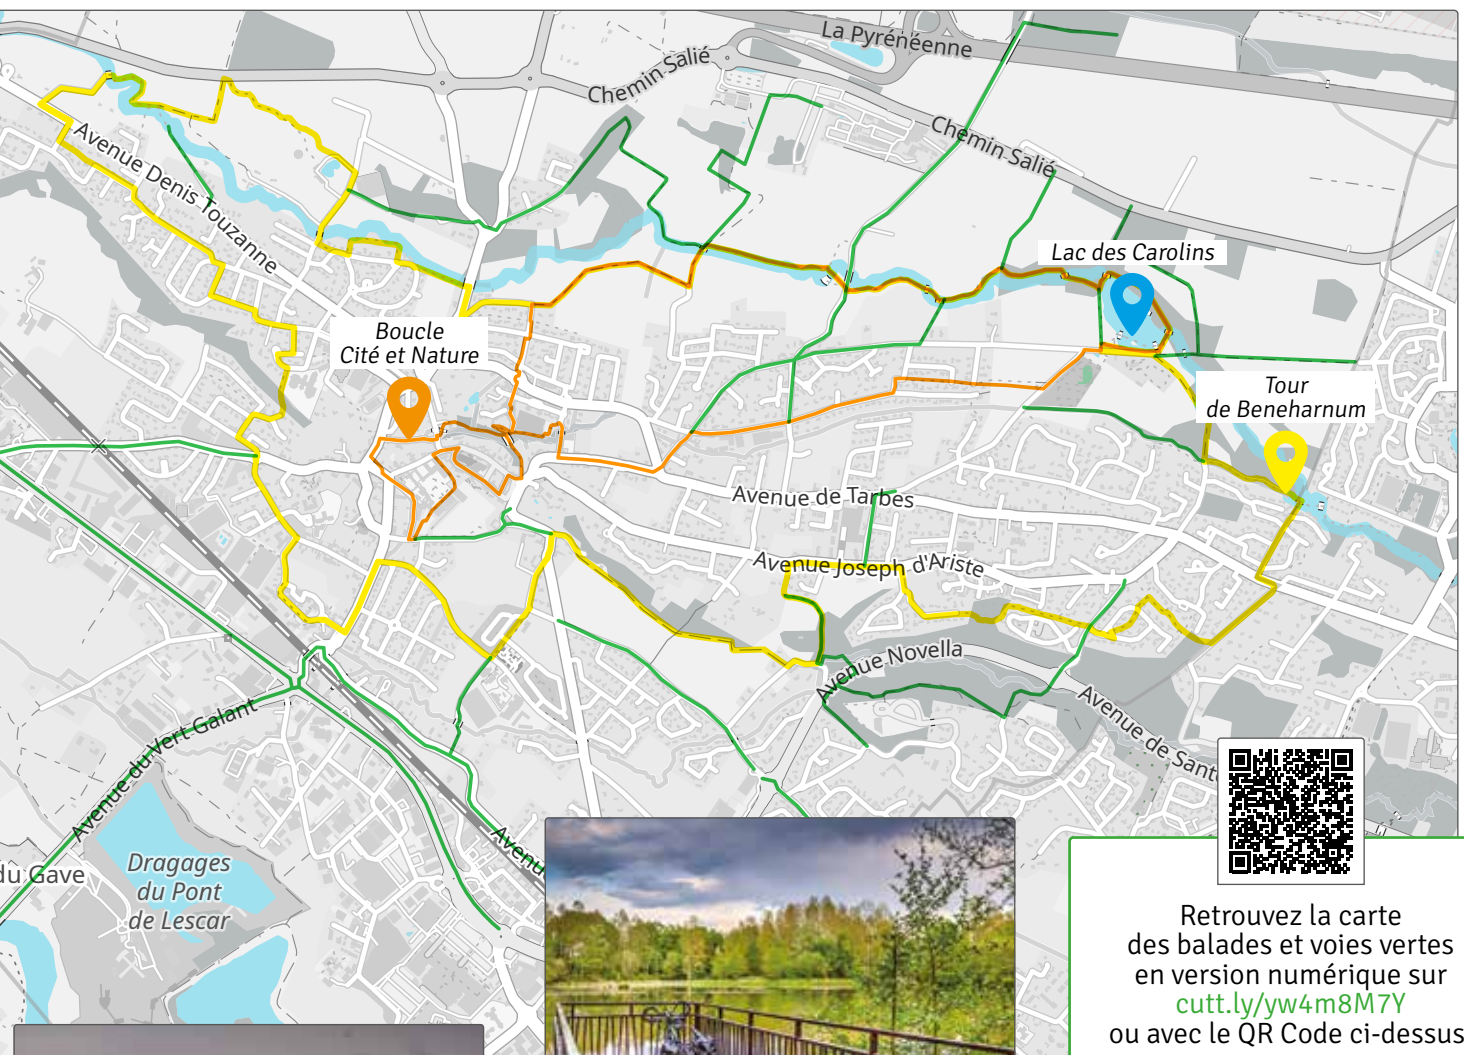 La Pyrénéenne
Chemin Salié
Chemin Salié
Avenue Denis Touzanne
Lac des Carolins
Boucle
Cité et Nature
Tour
de Beneharnum
Avenue de Tarbes
Avenue Joseph d'Ariste
Avenue Novella
Avenue de Sant
Avenue du Vert Galant
Avenu
du Gave
Dragages
du Pont
de Lescar
Retrouvez la carte
des balades et voies vertes
en version numérique sur
cutt.ly/yw4m8M7Y
ou avec le QR Code ci-dessus